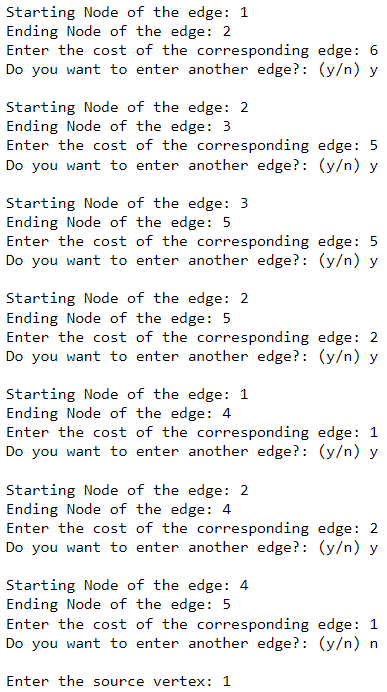 Starting Node of the edge: 1
Ending Node of the edge: 2
Enter the cost of the corresponding edge: 6
Do you want to enter another edge?: (y/n) y
Starting Node of the edge: 2
Ending Node of the edge: 3
Enter the cost of the corresponding edge: 5
Do you want to enter another edge?: (y/n) y
Starting Node of the edge: 3
Ending Node of the edge: 5
Enter the cost of the corresponding edge: 5
Do you want to enter another edge?: (y/n) y
Starting Node of the edge: 2
Ending Node of the edge: 5
Enter the cost of the corresponding edge: 2
Do you want to enter another edge?: (y/n) y
Starting Node of the edge: 1
Ending Node of the edge: 4
Enter the cost of the corresponding edge: 1
Do you want to enter another edge?: (y/n) y
Starting Node of the edge: 2
Ending Node of the edge: 4
Enter the cost of the corresponding edge: 2
Do you want to enter another edge?: (y/n) y
Starting Node of the edge: 4
Ending Node of the edge: 5
Enter the cost of the corresponding edge: 1
Do you want to enter another edge?: (y/n) n
Enter the source vertex: 1